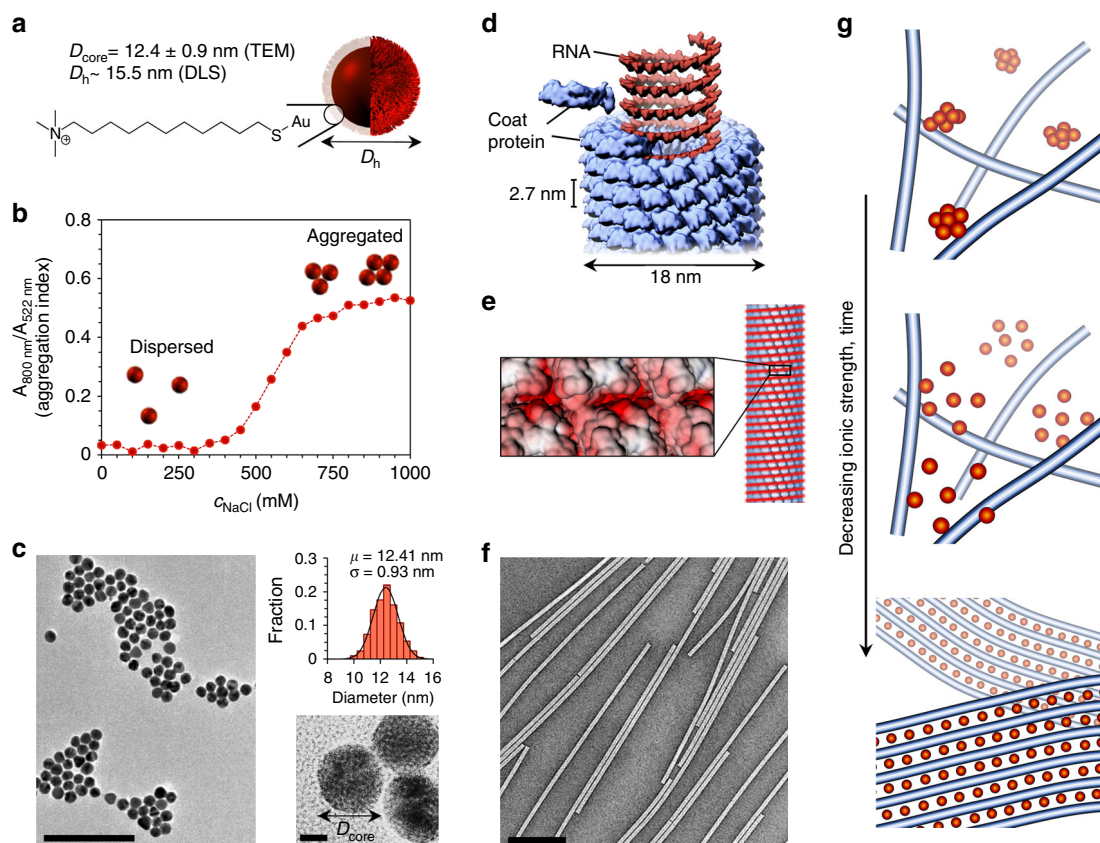 a
D_core= 12.4 ± 0.9 nm (TEM)
D_h~ 15.5 nm (DLS)
N
⊕
S
Au
D_h
b
A_800 nm/A_522 nm
(aggregation index)
0.8
0.6
0.4
0.2
0
Aggregated
Dispersed
0 250 500 750 1000
c_NaCl (mM)
c
μ = 12.41 nm
σ = 0.93 nm
Fraction
0.3
0.2
0.1
0
8 10 12 14 16
Diameter (nm)
D_core
d
RNA
Coat
protein
2.7 nm
18 nm
e
f
g
Decreasing ionic strength, time